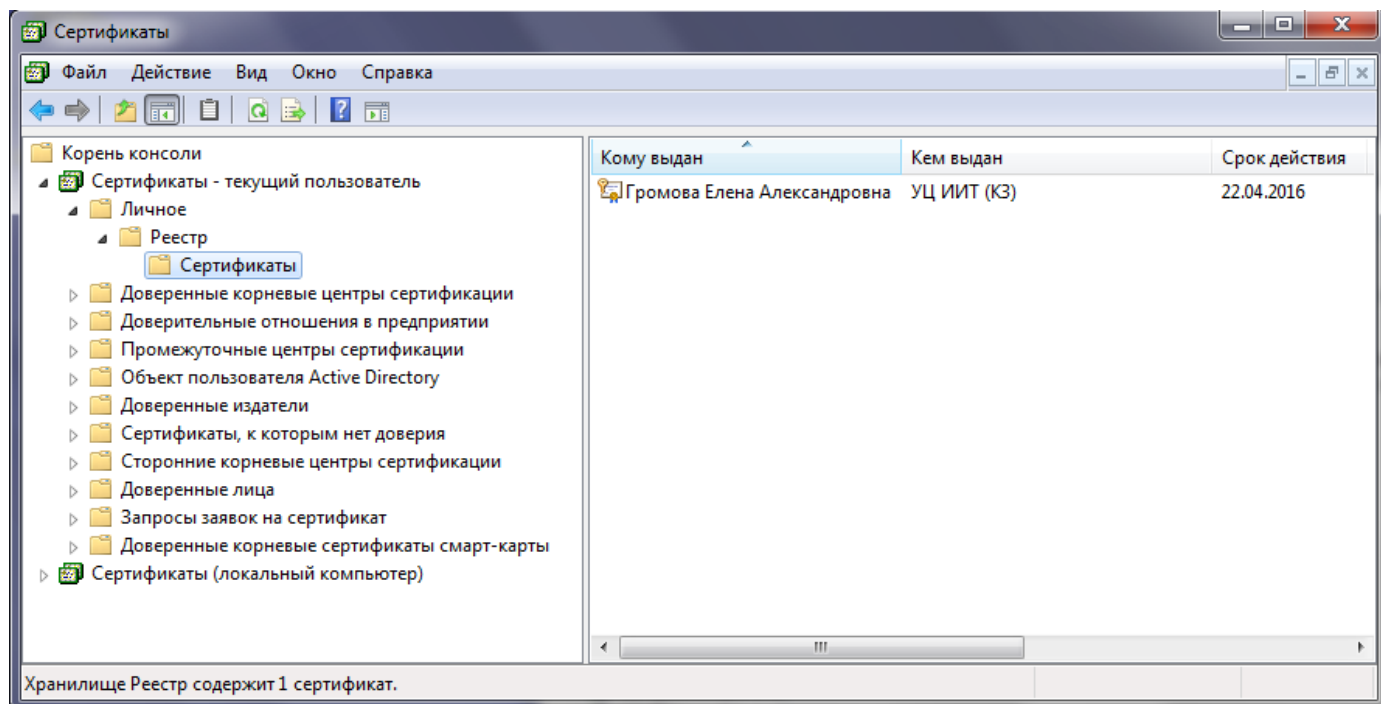 Сертификаты
Файл Действие Вид Окно Справка
Корень консоли
Сертификаты - текущий пользователь
Личное
Реестр
Сертификаты
Доверенные корневые центры сертификации
Доверительные отношения в предприятии
Промежуточные центры сертификации
Объект пользователя Active Directory
Доверенные издатели
Сертификаты, к которым нет доверия
Сторонние корневые центры сертификации
Доверенные лица
Запросы заявок на сертификат
Доверенные корневые сертификаты смарт-карты
Сертификаты (локальный компьютер)
Кому выдан Кем выдан Срок действия
Громова Елена Александровна УЦ ИИТ (К3) 22.04.2016
Хранилище Реестр содержит 1 сертификат.